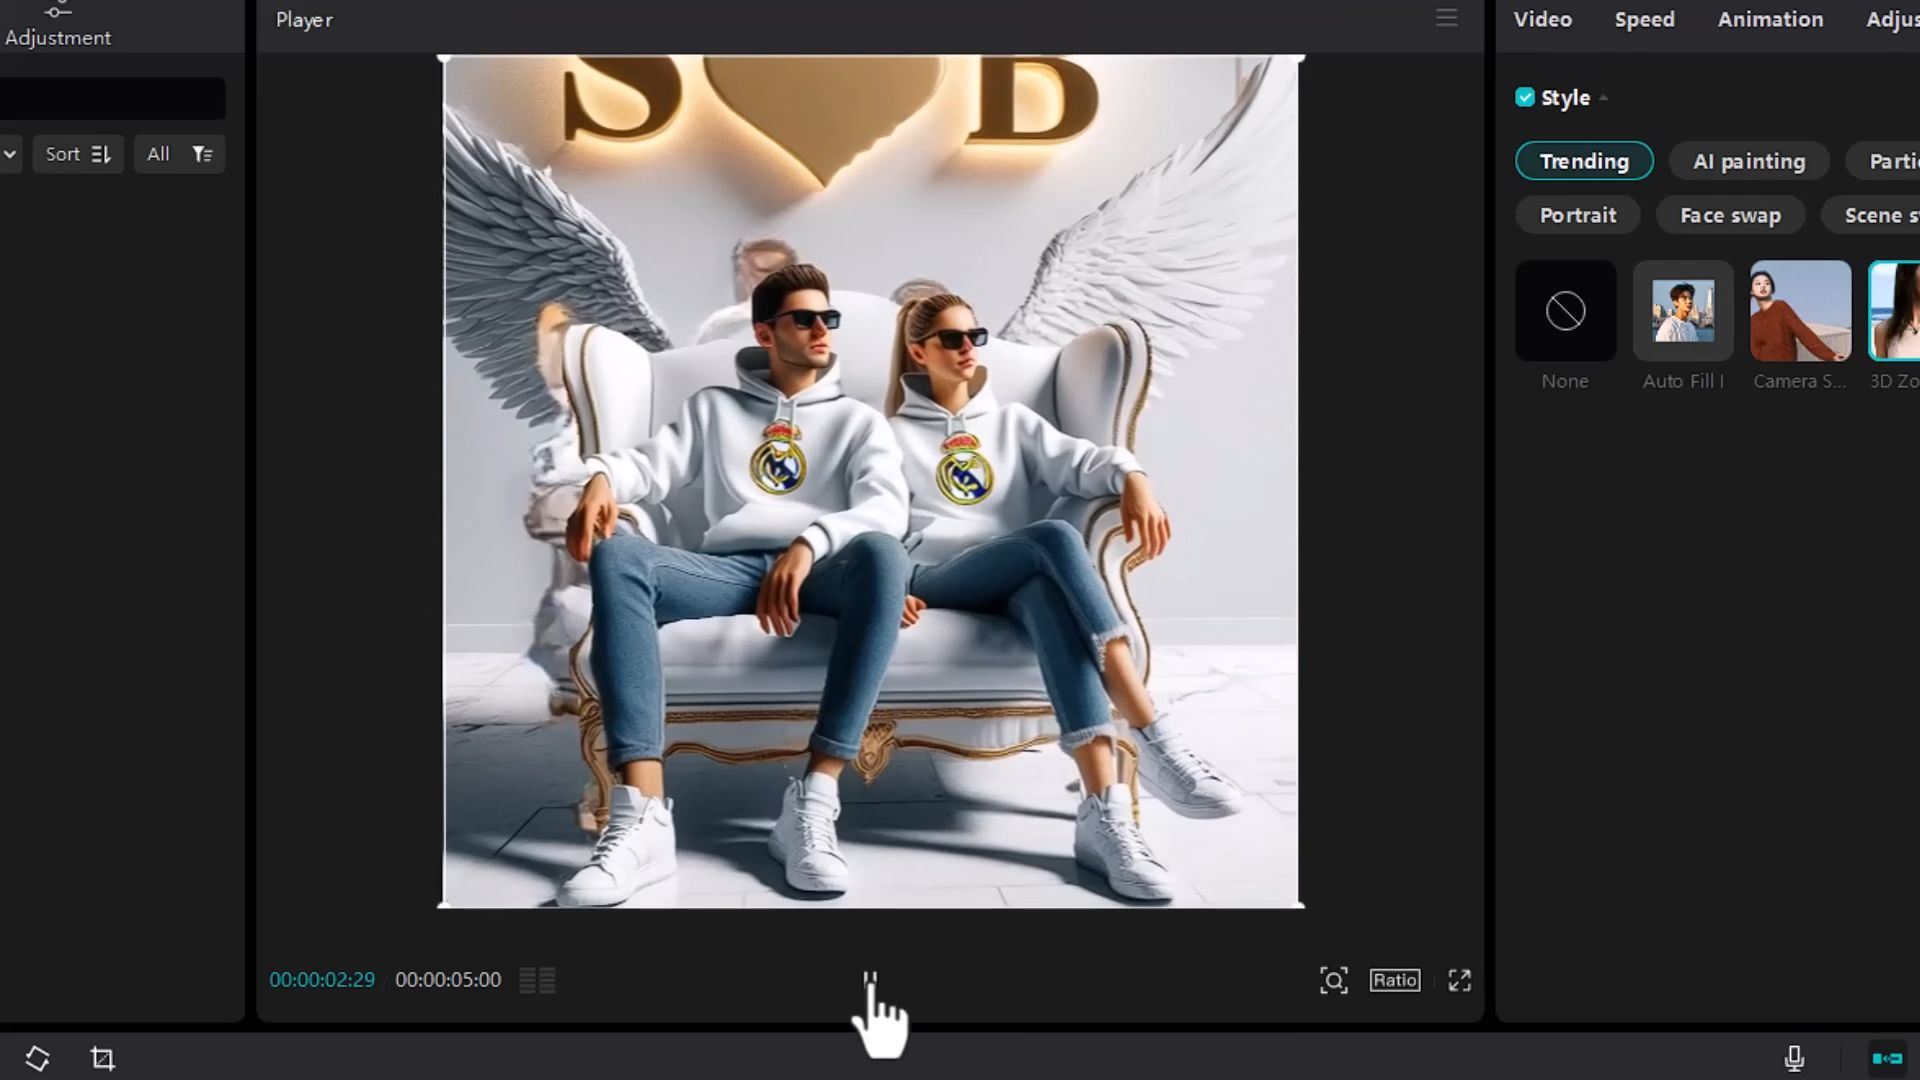 Adjustment
Player
Video Speed Animation Adjus
Sort All
Style
Trending AI painting Partic
Portrait Face swap Scene s
None Auto Fill I Camera S... 3D Zo
S B
00:00:02:29 00:00:05:00
Ratio